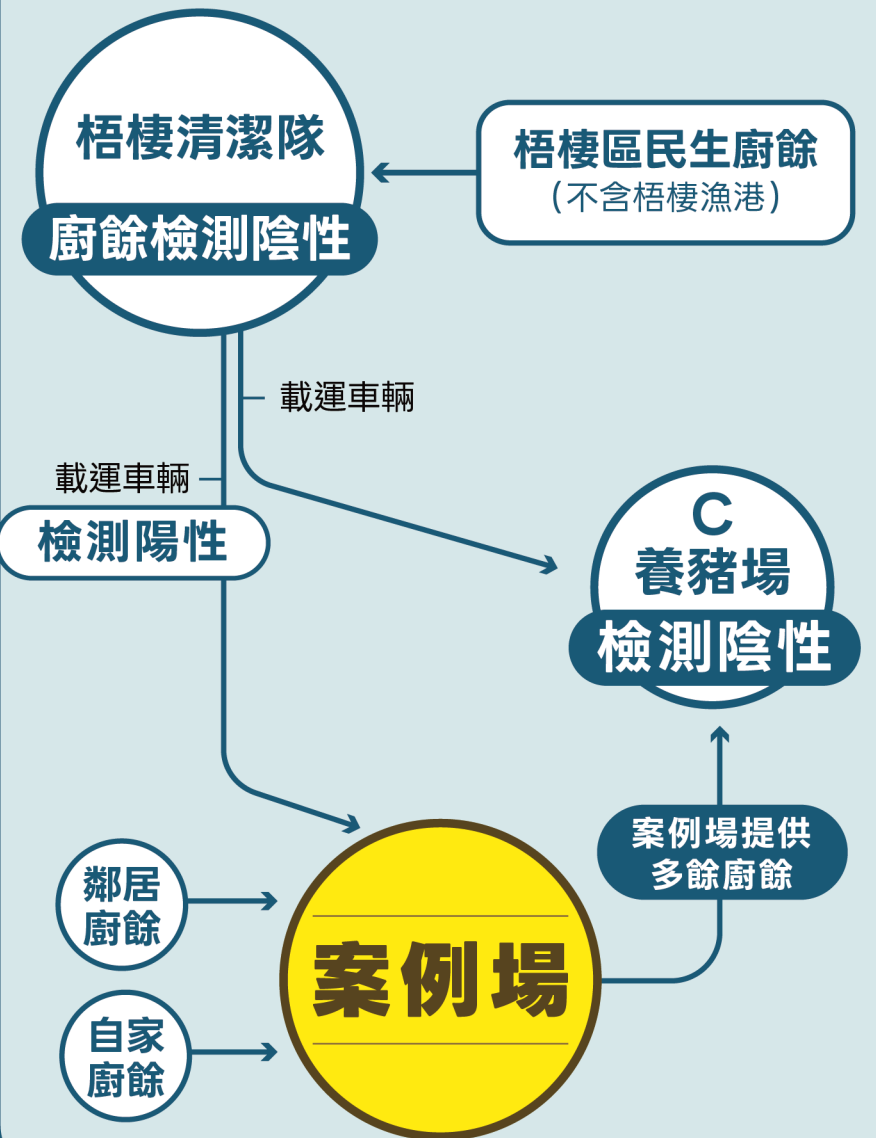 梧棲清潔隊
廚餘檢測陰性
梧棲區民生廚餘
（不含梧棲漁港）
載運車輛
載運車輛
檢測陽性
C
養豬場
檢測陰性
案例場提供
多餘廚餘
鄰居
廚餘
案例場
自家
廚餘